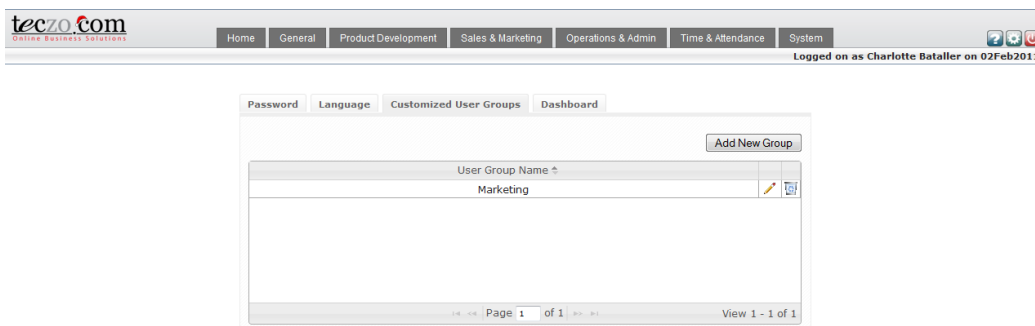 teczo.com
Online Business Solutions
Home General Product Development Sales & Marketing Operations & Admin Time & Attendance System
?
Logged on as Charlotte Bataller on 02Feb201
Password Language Customized User Groups Dashboard
Add New Group
User Group Name
Marketing
Page 1 of 1 View 1 - 1 of 1